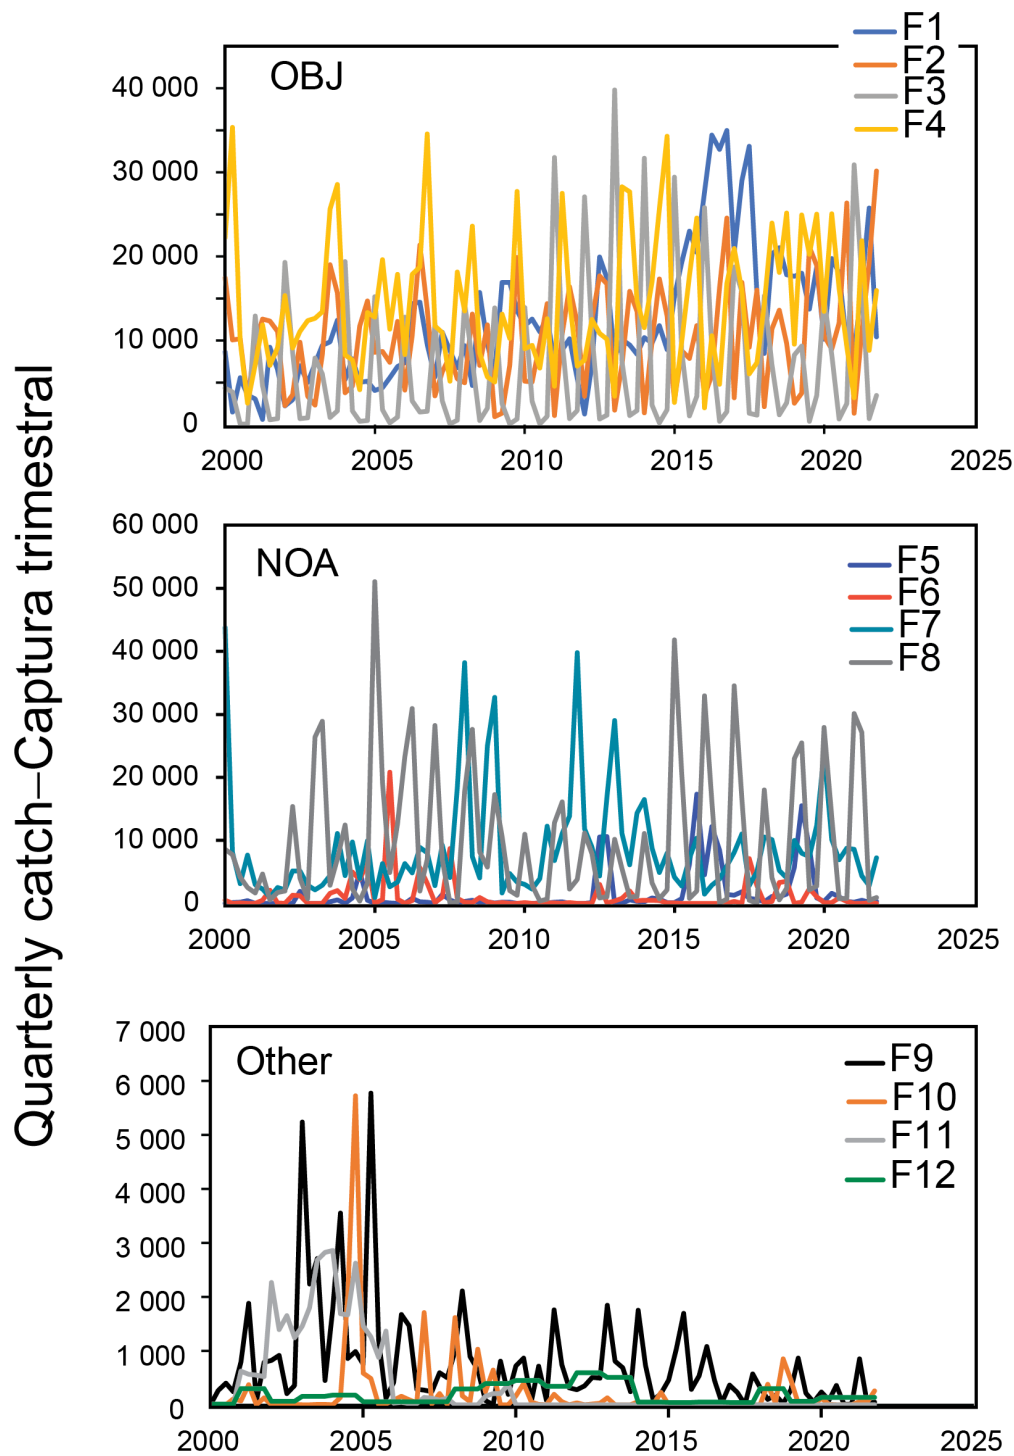 Quarterly catch–Captura trimestral
OBJ
F1
F2
F3
F4
40 000
30 000
20 000
10 000
0
2000 2005 2010 2015 2020 2025
NOA
F5
F6
F7
F8
60 000
50 000
40 000
30 000
20 000
10 000
0
2000 2005 2010 2015 2020 2025
Other
F9
F10
F11
F12
7 000
6 000
5 000
4 000
3 000
2 000
1 000
0
2000 2005 2010 2015 2020 2025